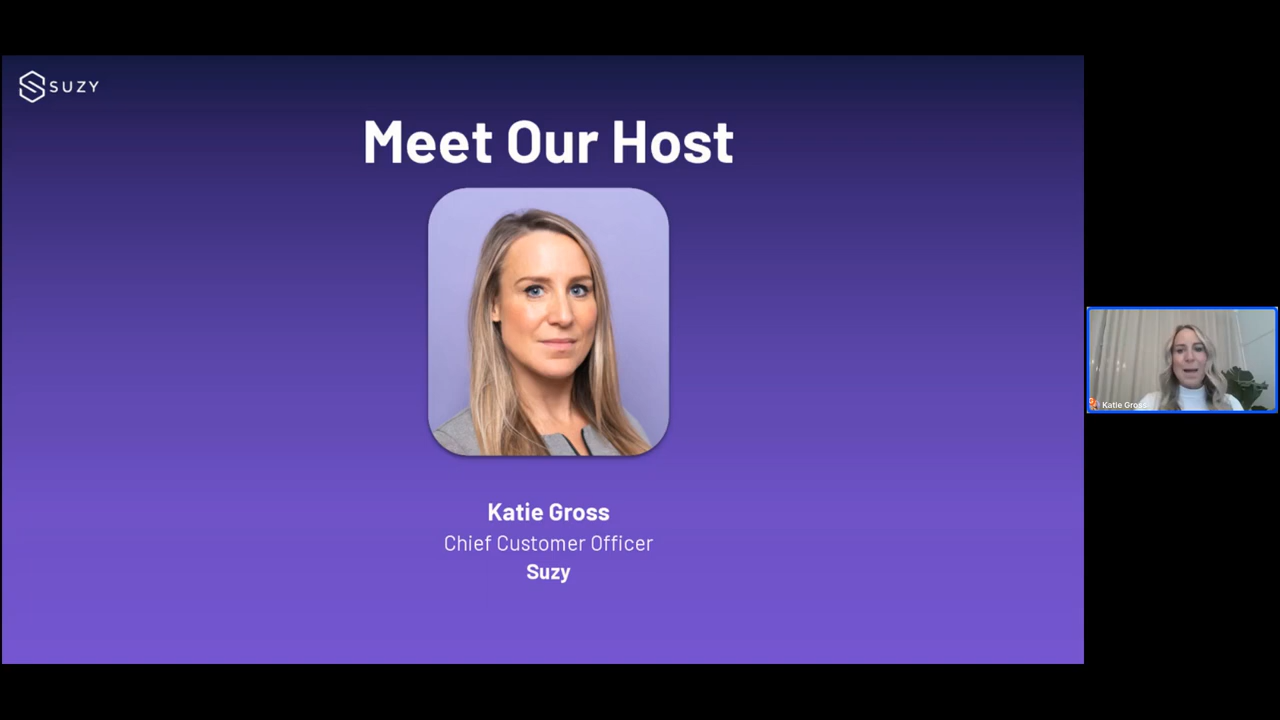 SUZY
Meet Our Host
Katie Gross
Chief Customer Officer
Suzy
Katie Gross